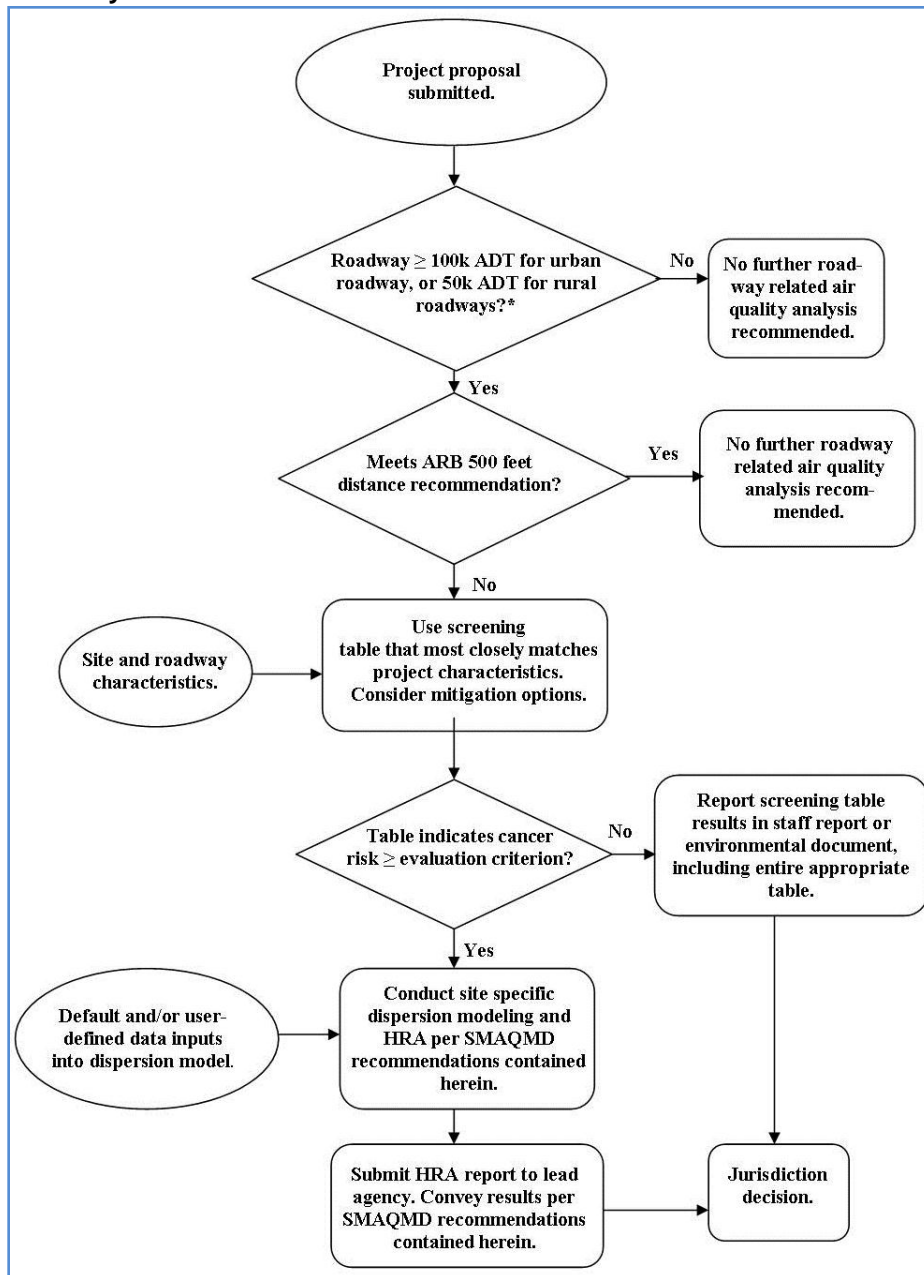 Project proposal
submitted.
Roadway ≥ 100k ADT for urban
roadway, or 50k ADT for rural
roadways?*
No
No further road-
way related air
quality analysis
recommended.
Yes
Meets ARB 500 feet
distance recommendation?
Yes
No further roadway
related air quality
analysis recom-
mended.
No
Site and roadway
characteristics.
Use screening
table that most closely matches
project characteristics.
Consider mitigation options.
Table indicates cancer
risk ≥ evaluation criterion?
No
Report screening table
results in staff report or
environmental document,
including entire appropriate
table.
Yes
Default and/or user-
defined data inputs
into dispersion model.
Conduct site specific
dispersion modeling and
HRA per SMAQMD
recommendations contained
herein.
Submit HRA report to lead
agency. Convey results per
SMAQMD recommendations
contained herein.
Jurisdiction
decision.